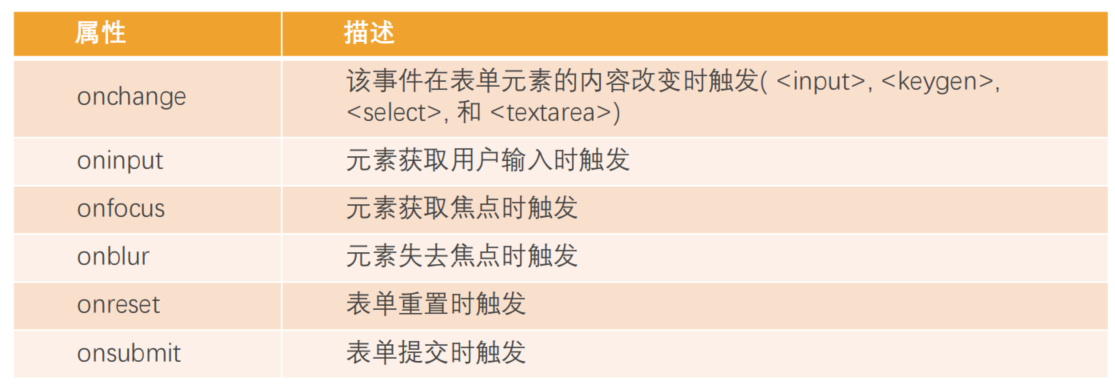 属性 描述
onchange 该事件在表单元素的内容改变时触发( <input>, <keygen>,
<select>, 和 <textarea>)
oninput 元素获取用户输入时触发
onfocus 元素获取焦点时触发
onblur 元素失去焦点时触发
onreset 表单重置时触发
onsubmit 表单提交时触发